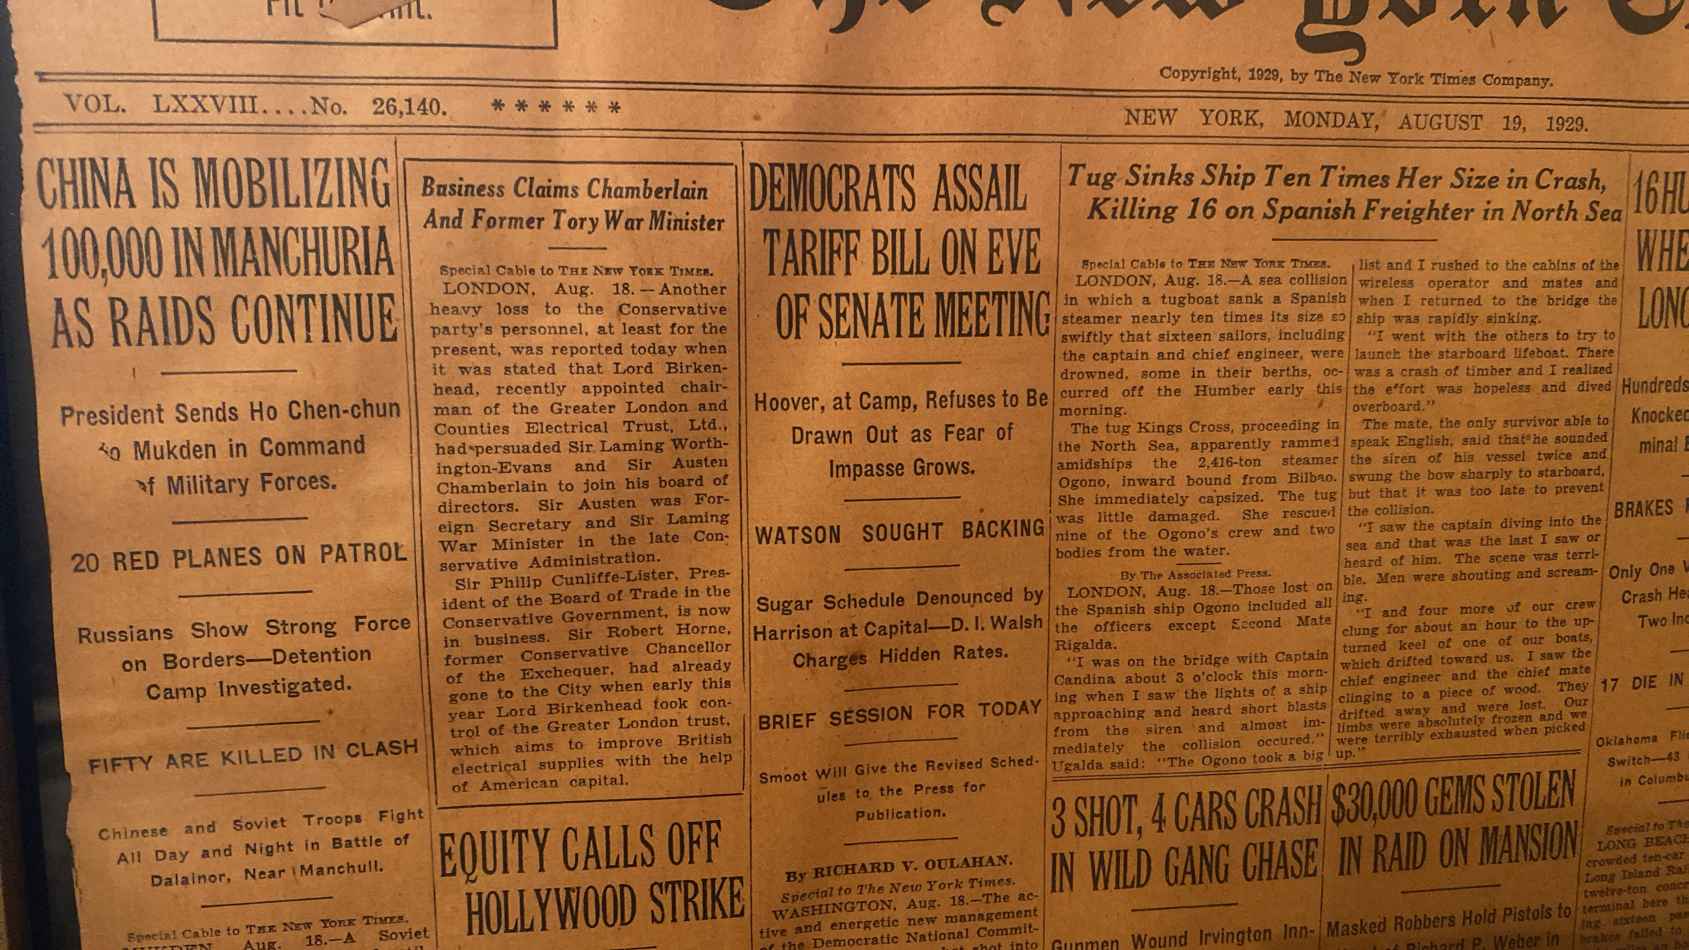 The New York
Copyright, 1929, by The New York Times Company.
VOL. LXXVIII....No. 26,140. ******
NEW YORK, MONDAY, AUGUST 19, 1929.
CHINA IS MOBILIZING
100,000 IN MANCHURIA
AS RAIDS CONTINUE
President Sends Ho Chen-chun
to Mukden in Command
of Military Forces.
20 RED PLANES ON PATROL
Russians Show Strong Force
on Borders—Detention
Camp Investigated.
FIFTY ARE KILLED IN CLASH
Chinese and Soviet Troops Fight
All Day and Night in Battle of
Dalainor, Near Manchuli.
Special Cable to THE NEW YORK TIMES.
Aug. 18.—A Soviet
Business Claims Chamberlain
And Former Tory War Minister
Special Cable to THE NEW YORK TIMES.
LONDON, Aug. 18.—Another
heavy loss to the Conservative
party's personnel, at least for the
present, was reported today when
it was stated that Lord Birken-
head, recently appointed chair-
man of the Greater London and
Counties Electrical Trust, Ltd.,
had persuaded Sir Laming Worth-
ington-Evans and Sir Austen
Chamberlain to join his board of
directors. Sir Austen was For-
eign Secretary and Sir Laming
War Minister in the late Con-
servative Administration.
Sir Philip Cunliffe-Lister, Pres-
ident of the Board of Trade in the
Conservative Government, is now
in business. Sir Robert Horne,
former Conservative Chancellor
of the Exchequer, had already
gone to the City when early this
year Lord Birkenhead took con-
trol of the Greater London trust,
which aims to improve British
electrical supplies with the help
of American capital.
EQUITY CALLS OFF
HOLLYWOOD STRIKE
DEMOCRATS ASSAIL
TARIFF BILL ON EVE
OF SENATE MEETING
Hoover, at Camp, Refuses to Be
Drawn Out as Fear of
Impasse Grows.
WATSON SOUGHT BACKING
Sugar Schedule Denounced by
Harrison at Capital—D. I. Walsh
Charges Hidden Rates.
BRIEF SESSION FOR TODAY
Smoot Will Give the Revised Sched-
ules to the Press for
Publication.
By RICHARD V. OULAHAN.
Special to The New York Times.
WASHINGTON, Aug. 18.—The ac-
tive and energetic new management
of the Democratic National Commit-
shot into
Tug Sinks Ship Ten Times Her Size in Crash,
Killing 16 on Spanish Freighter in North Sea
Special Cable to THE NEW YORK TIMES.
LONDON, Aug. 18.—A sea collision
in which a tugboat sank a Spanish
steamer nearly ten times its size so
swiftly that sixteen sailors, including
the captain and chief engineer, were
drowned, some in their berths, oc-
curred off the Humber early this
morning.
The tug Kings Cross, proceeding in
the North Sea, apparently rammed
amidships the 2,416-ton steamer
Ogono, inward bound from Bilbao.
She immediately capsized. The tug
was little damaged. She rescued
nine of the Ogono's crew and two
bodies from the water.
By The Associated Press.
LONDON, Aug. 18.—Those lost on
the Spanish ship Ogono included all
the officers except Second Mate
Rigalda.
"I was on the bridge with Captain
Candina about 3 o'clock this morn-
ing when I saw the lights of a ship
approaching and heard short blasts
from the siren and almost im-
mediately the collision occured."
Ugalda said: "The Ogono took a big
list and I rushed to the cabins of the
wireless operator and mates and
when I returned to the bridge the
ship was rapidly sinking.
"I went with the others to try to
launch the starboard lifeboat. There
was a crash of timber and I realized
the effort was hopeless and dived
overboard."
The mate, the only survivor able to
speak English, said that he sounded
the siren of his vessel twice and
swung the bow sharply to starboard,
but that it was too late to prevent
the collision.
"I saw the captain diving into the
sea and that was the last I saw or
heard of him. The scene was terri-
ble. Men were shouting and scream-
ing.
"I and four more of our crew
clung for about an hour to the up-
turned keel of one of our boats,
which drifted toward us. I saw the
chief engineer and the chief mate
clinging to a piece of wood. They
drifted away and were lost. Our
limbs were absolutely frozen and we
were terribly exhausted when picked
up."
3 SHOT, 4 CARS CRASH
IN WILD GANG CHASE
Gunmen Wound Irvington Inn-
$30,000 GEMS STOLEN
IN RAID ON MANSION
Masked Robbers Hold Pistols to
of Richard P. Weber in
16 HU
WHE
LONG
Hundreds
Knocked
minal
BRAKES
Only One
Crash Hea
Two Inc
17 DIE IN
Oklahoma Fli
Switch—43
in Columbu
Special to The
LONG BEACH
crowded ten-car
Long Island Rai
twelve-ton concr
terminal here th
ing sixteen pas
brakes failed to